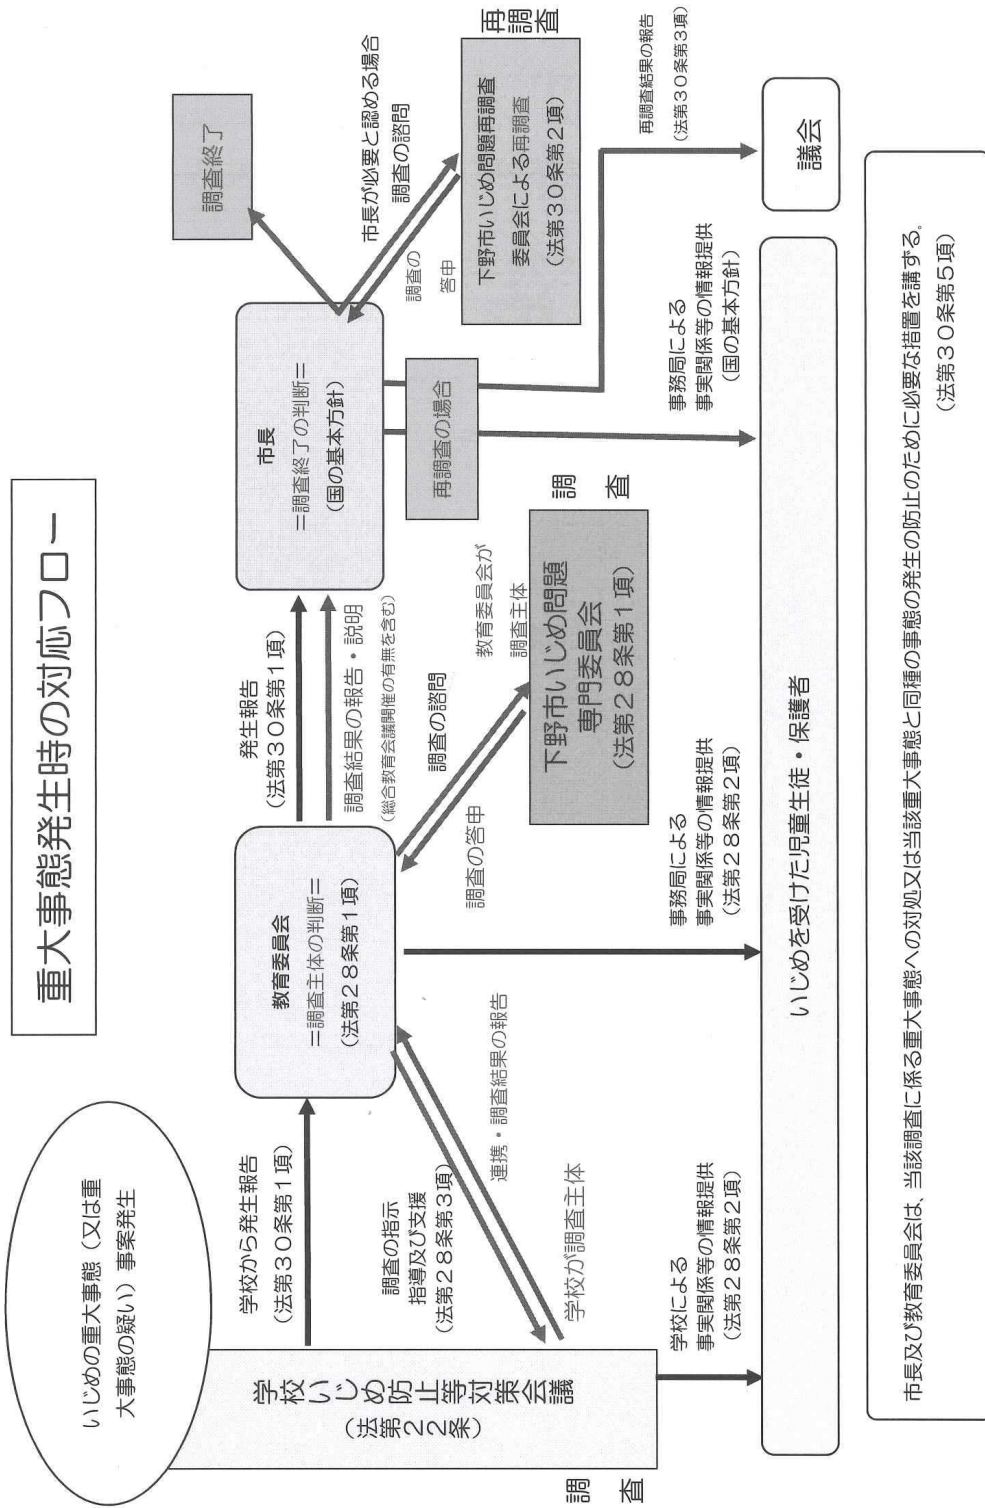 重大事態発生時の対応フロー
いじめの重大事態（又は重
大事態の疑い）事案発生
学校いじめ防止等対策会議
（法第２２条）
調査
学校から発生報告
（法第３０条第１項）
調査の指示
指導及び支援
（法第２８条第３項）
連携・調査結果の報告
学校が調査主体
学校による
事実関係等の情報提供
（法第２８条第２項）
教育委員会
＝調査主体の判断＝
（法第２８条第１項）
発生報告
（法第３０条第１項）
調査結果の報告・説明
（総合教育会議開催の有無を含む）
調査の諮問
調査の答申
教育委員会が
調査主体
下野市いじめ問題
専門委員会
（法第２８条第１項）
調査
事務局による
事実関係等の情報提供
（法第２８条第２項）
市長
＝調査終了の判断＝
（国の基本方針）
調査終了
市長が必要と認める場合
調査の諮問
調査の
答申
下野市いじめ問題再調査
委員会による再調査
（法第３０条第２項）
再調査
再調査の場合
事務局による
事実関係等の情報提供
（国の基本方針）
再調査結果の報告
（法第３０条第３項）
いじめを受けた児童生徒・保護者
議会
市長及び教育委員会は、当該調査に係る重大事態への対処又は当該重大事態と同種の事態の発生の防止のために必要な措置を講ずる。
（法第３０条第５項）